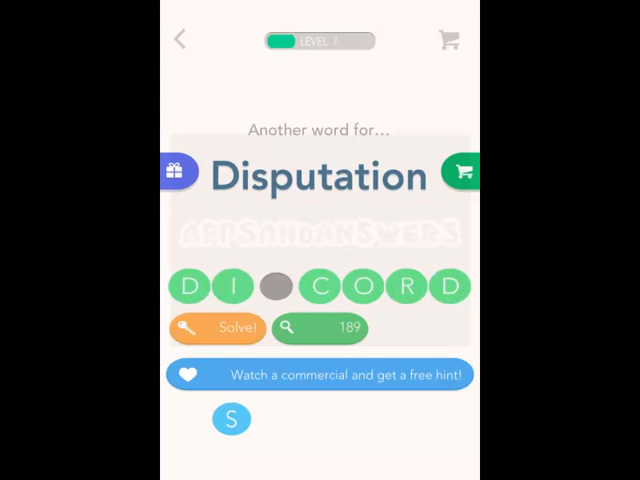 LEVEL 7
Another word for...
Disputation
APPSANDANSWERS
D I C O R D
Solve! 189
Watch a commercial and get a free hint!
S